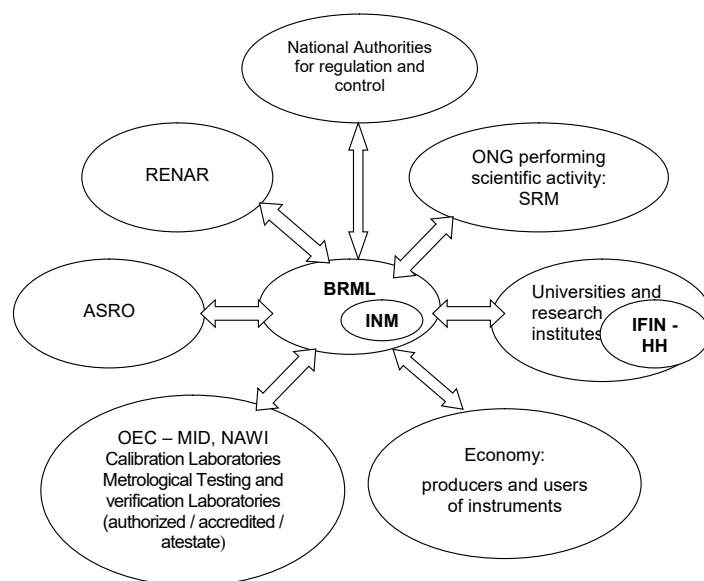 National Authorities
for regulation and
control
RENAR
ONG performing
scientific activity:
SRM
BRML
INM
ASRO
Universities and
research
institutes
IFIN -
HH
OEC – MID, NAWI
Calibration Laboratories
Metrological Testing and
verification Laboratories
(authorized / accredited /
atestate)
Economy:
producers and users
of instruments